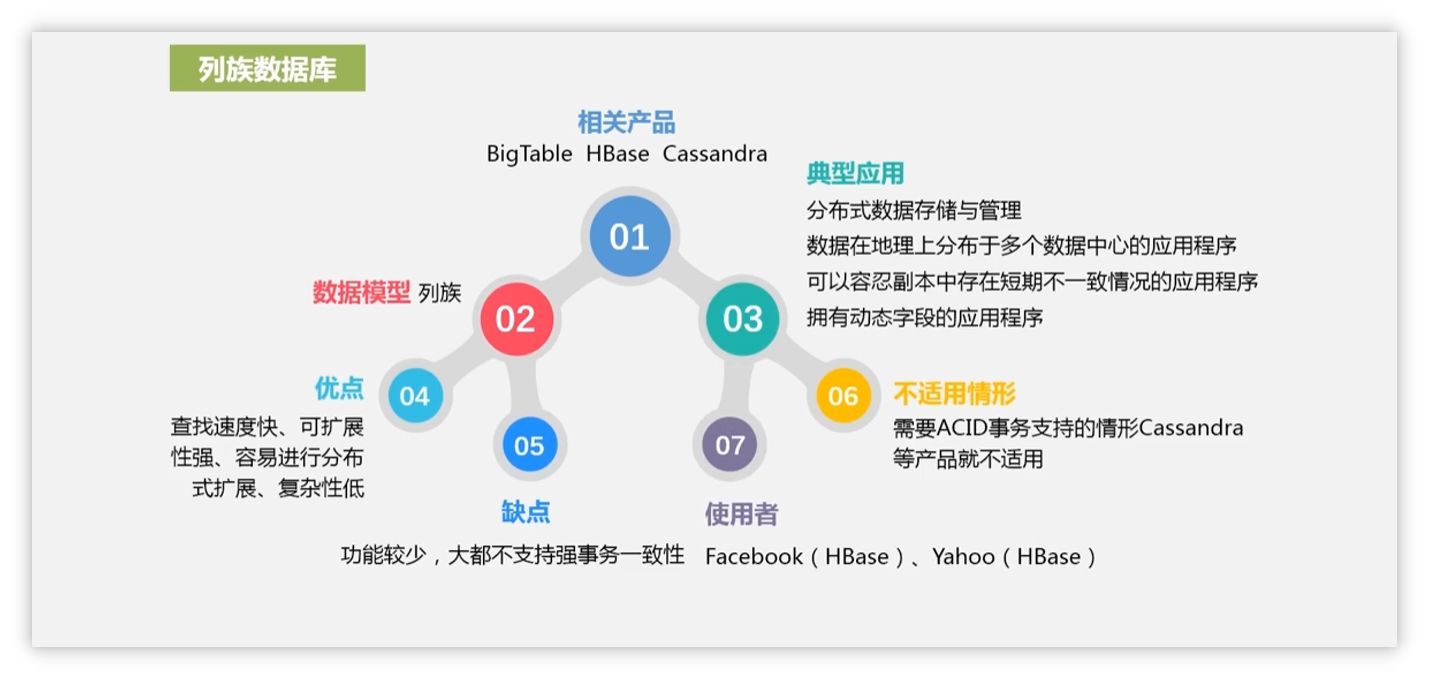 列族数据库
相关产品
BigTable HBase Cassandra
01
典型应用
分布式数据存储与管理
数据在地理上分布于多个数据中心的应用程序
可以容忍副本中存在短期不一致情况的应用程序
拥有动态字段的应用程序
数据模型 列族
02
03
优点
查找速度快、可扩展
性强、容易进行分布
式扩展、复杂性低
04
05
缺点
功能较少，大都不支持强事务一致性
07
使用者
Facebook（HBase）、Yahoo（HBase）
06
不适用情形
需要ACID事务支持的情形Cassandra
等产品就不适用